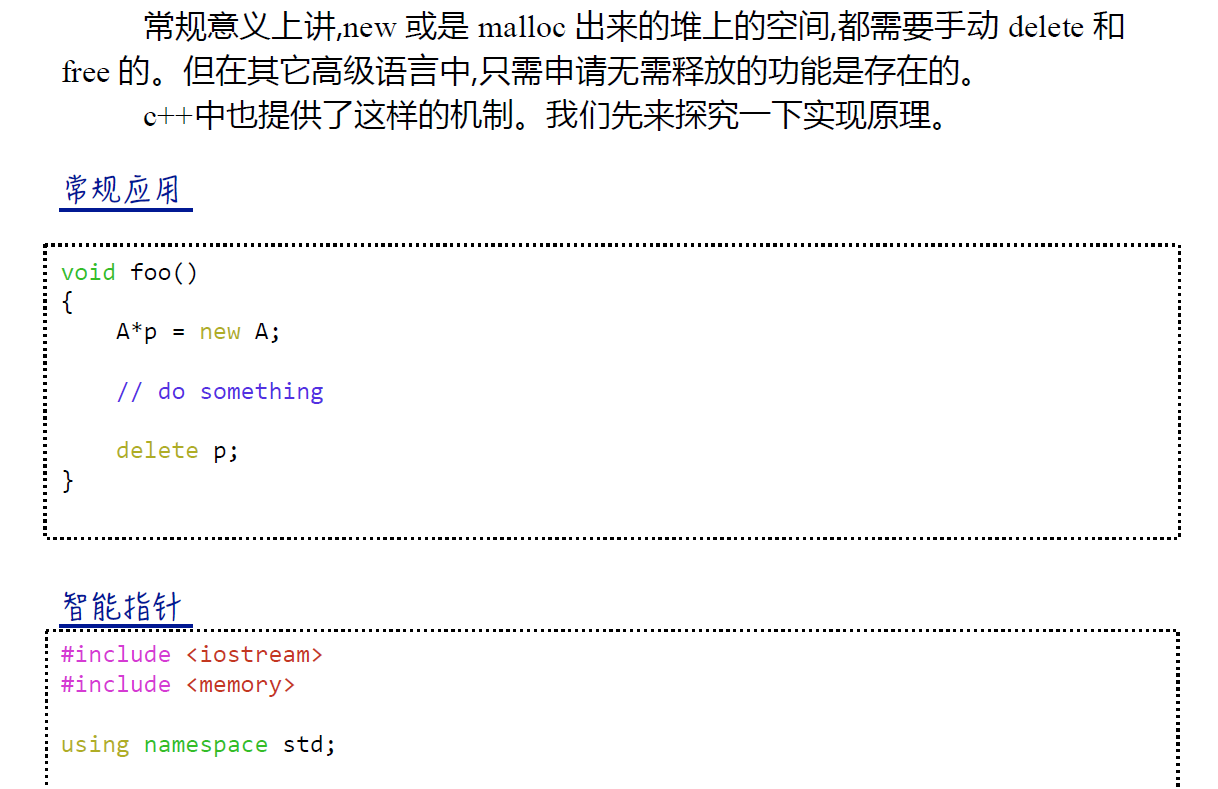 常规意义上讲,new 或是 malloc 出来的堆上的空间,都需要手动 delete 和
free 的。但在其它高级语言中,只需申请无需释放的功能是存在的。
c++中也提供了这样的机制。我们先来探究一下实现原理。
常规应用
void foo()
{
    A*p = new A;
    // do something
    delete p;
}
智能指针
#include <iostream>
#include <memory>
using namespace std;